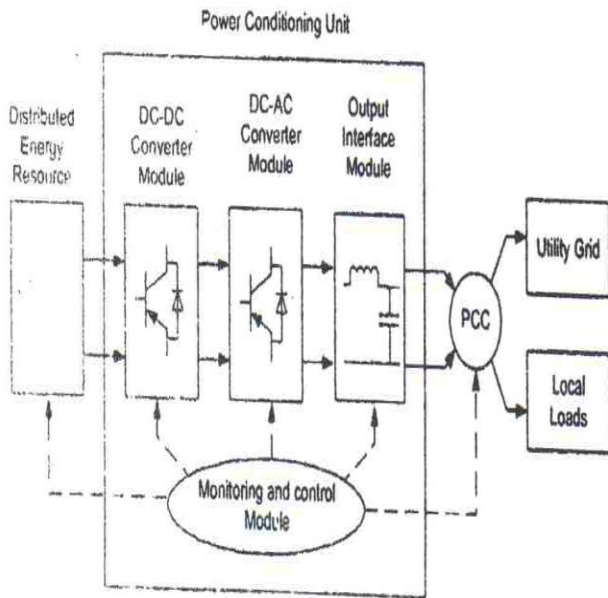 Power Conditioning Unit
Distributed
Energy
Resource
DC-DC
Converter
Module
DC-AC
Converter
Module
Output
Interface
Module
Utility Grid
PCC
Local
Loads
Monitoring and control
Module